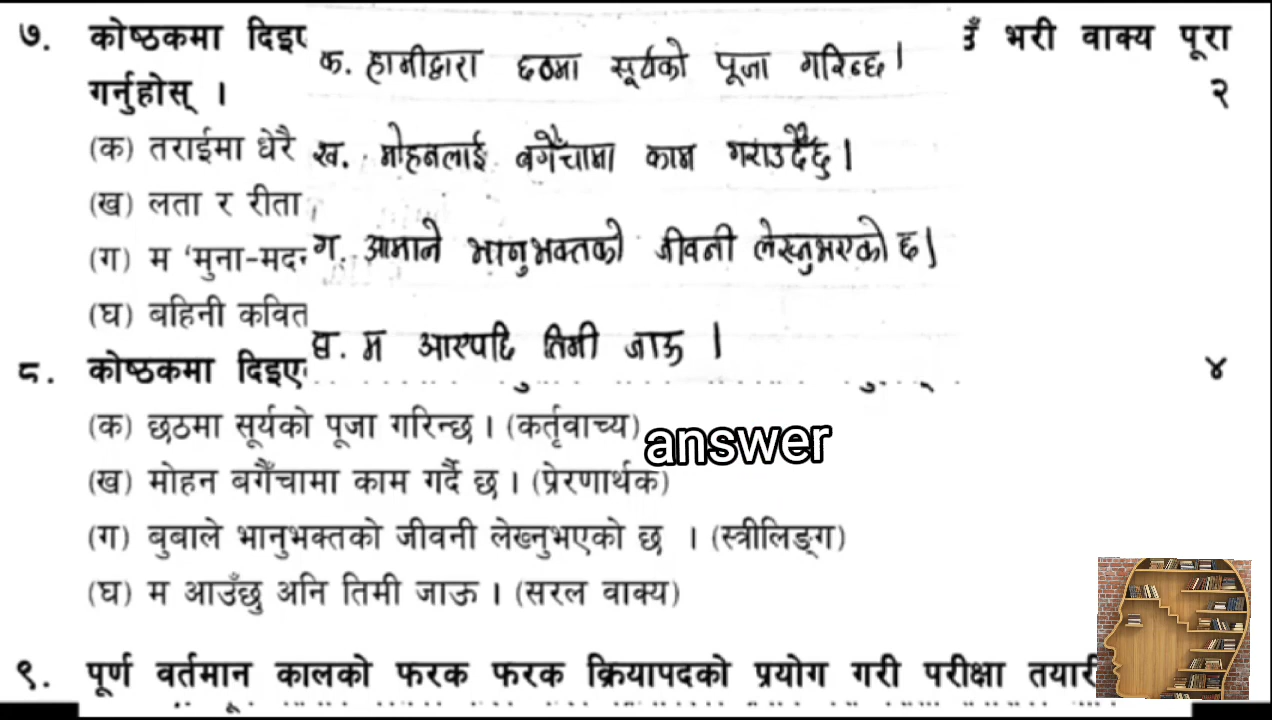 ७. कोष्ठकमा दिइए उँ भरी वाक्य पूरा
गर्नुहोस् । २
क. हामीद्वारा छठमा सूर्यको पूजा गरिन्छ ।
(क) तराईमा धेरै
ख. मोहनलाई बगैँचामा काम गराउदैछु ।
(ख) लता र रीता
(ग) म ‘मुना-मद
ग. आमाले भानुभक्तको जीवनी लेख्नुभएको छ ।
(घ) बहिनी कवित
घ. म आएपछि तिमी जाऊ ।
८. कोष्ठकमा दिइए ४
(क) छठमा सूर्यको पूजा गरिन्छ । (कर्तृवाच्य)
answer
(ख) मोहन बगैँचामा काम गर्दै छ । (प्रेरणार्थक)
(ग) बुबाले भानुभक्तको जीवनी लेख्नुभएको छ । (स्त्रीलिङ्ग)
(घ) म आउँछु अनि तिमी जाऊ । (सरल वाक्य)
९. पूर्ण वर्तमान कालको फरक फरक क्रियापदको प्रयोग गरी परीक्षा तयारी